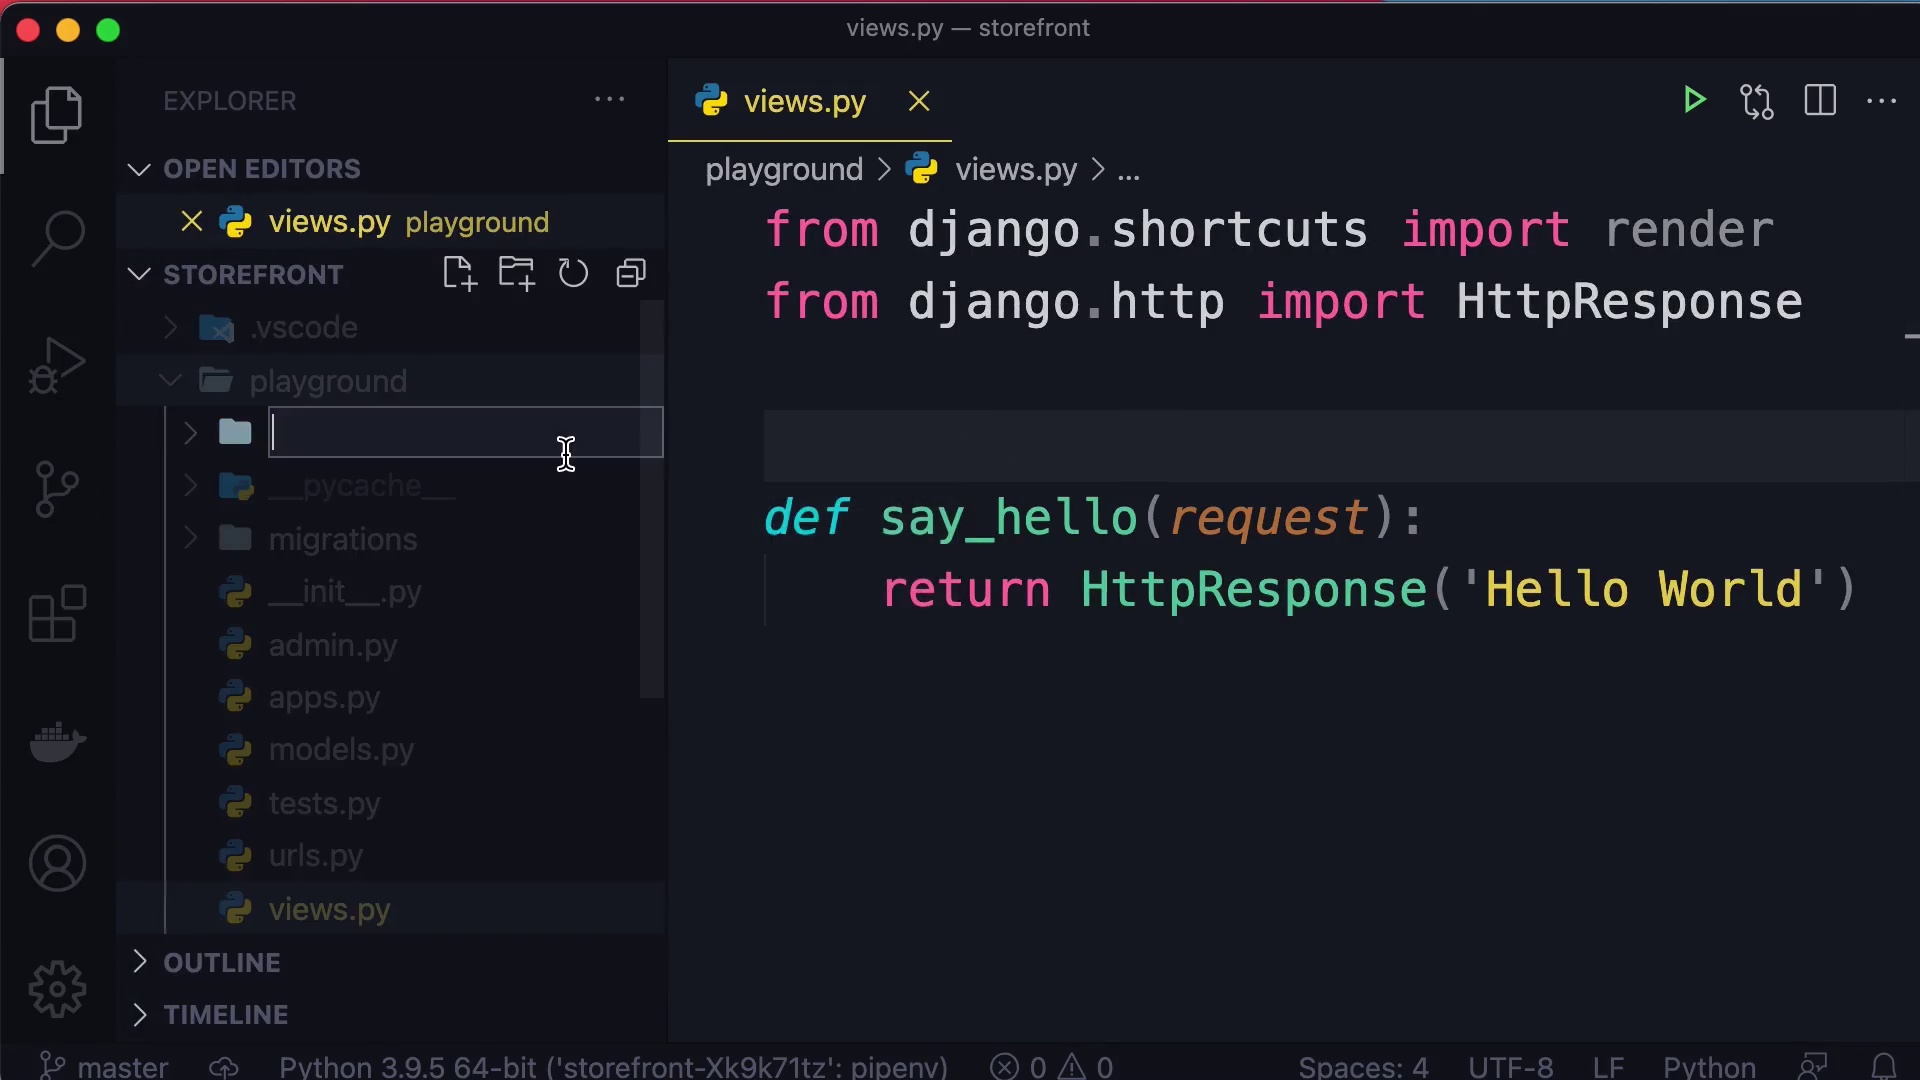 views.py — storefront
EXPLORER
OPEN EDITORS
views.py playground
STOREFRONT
.vscode
playground
__pycache__
migrations
__init__.py
admin.py
apps.py
models.py
tests.py
urls.py
views.py
OUTLINE
TIMELINE
views.py
playground > views.py > ...
from django.shortcuts import render
from django.http import HttpResponse
def say_hello(request):
return HttpResponse('Hello World')
master
Python 3.9.5 64-bit ('storefront-Xk9k71tz': pipenv)
0
0
Spaces: 4
UTF-8
LF
Python